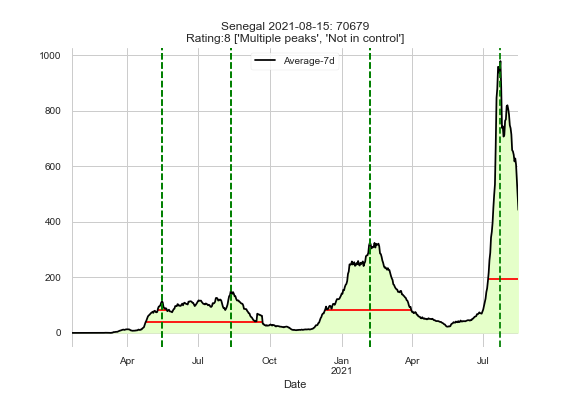 Senegal 2021-08-15: 70679
Rating:8 ['Multiple peaks', 'Not in control']
Average-7d
1000
800
600
400
200
0
Apr Jul Oct Jan Apr Jul
2021
Date